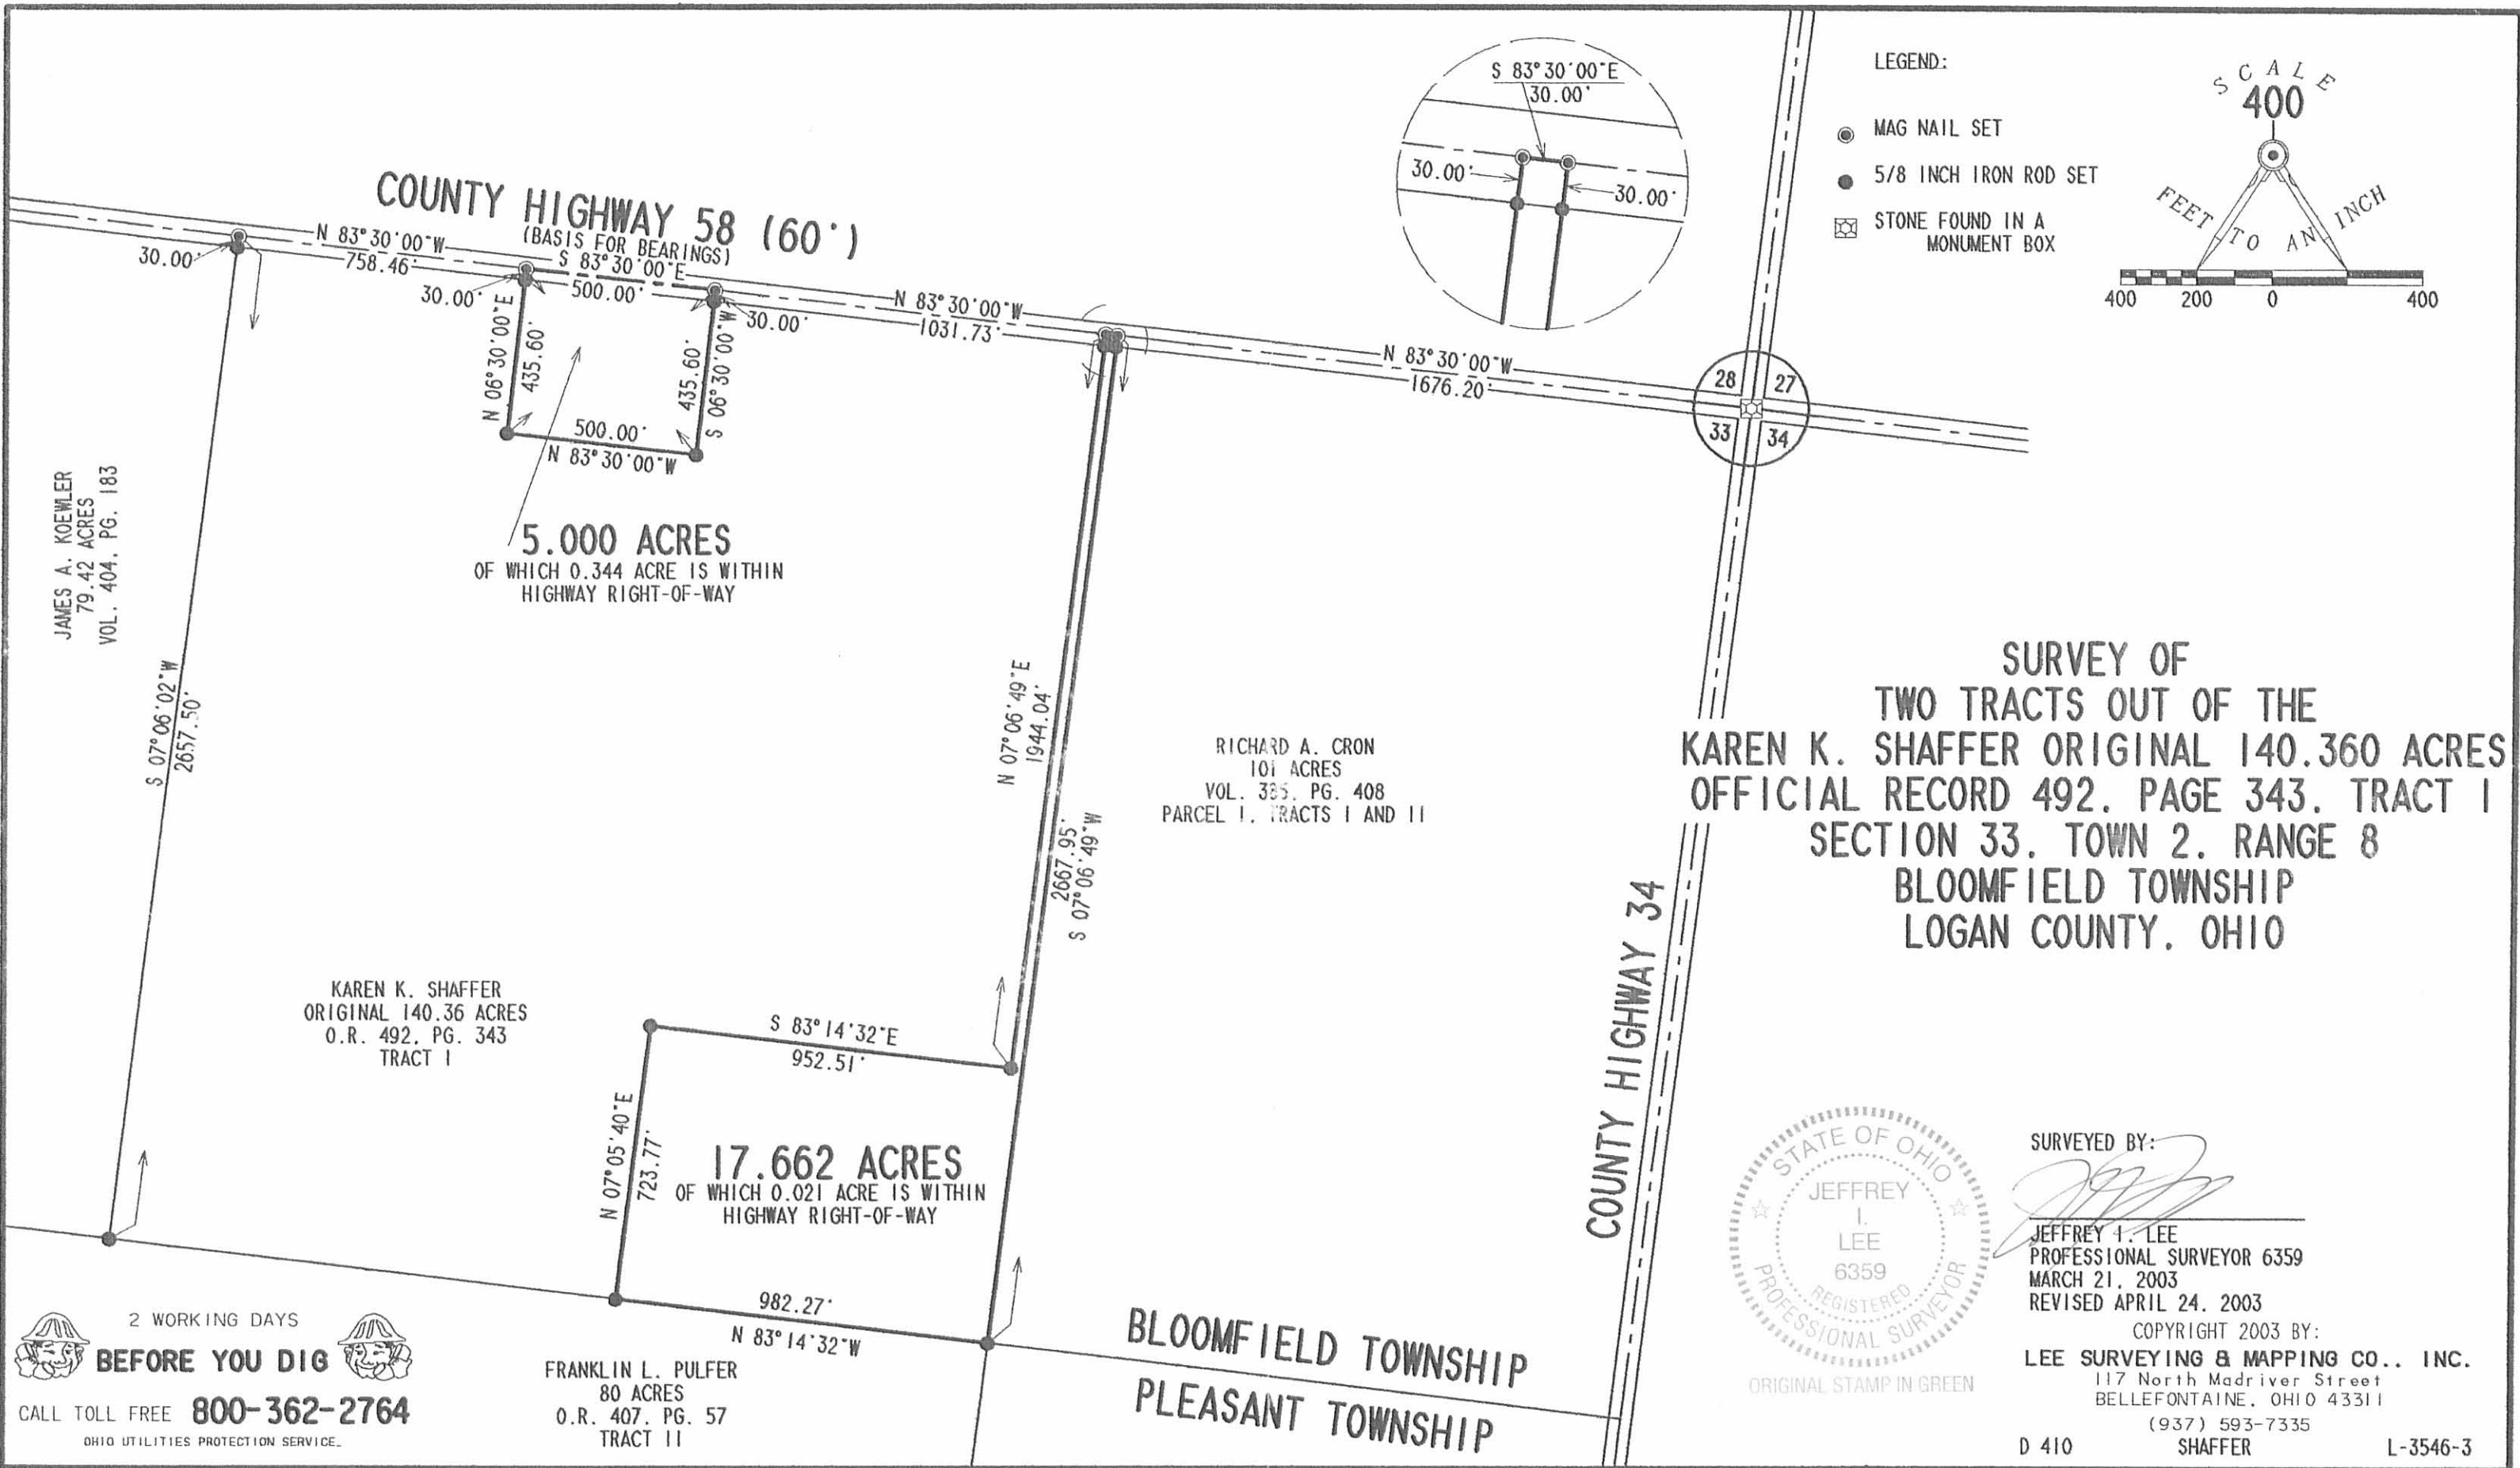 LEGEND:
MAG NAIL SET
5/8 INCH IRON ROD SET
STONE FOUND IN A
MONUMENT BOX
SCALE
400
FEET TO AN INCH
400 200 0 400
S 83°30'00"E
30.00'
30.00'
30.00'
COUNTY HIGHWAY 58 (60')
(BASIS FOR BEARINGS)
N 83°30'00"W
758.46'
30.00'
S 83°30'00"E
500.00'
30.00'
30.00'
N 83°30'00"W
1031.73'
N 83°30'00"W
1676.20'
28 27
33 34
N 06°30'00"E
435.60'
435.60'
S 06°30'00"W
500.00'
N 83°30'00"W
5.000 ACRES
OF WHICH 0.344 ACRE IS WITHIN
HIGHWAY RIGHT-OF-WAY
JAMES A. KOEWLER
79.42 ACRES
VOL. 404. PG. 183
S 07°06'02"W
2657.50'
N 07°06'49"E
1944.04'
2667.95'
S 07°06'49"W
RICHARD A. CRON
101 ACRES
VOL. PG. 408
PARCEL I. TRACTS I AND II
SURVEY OF
TWO TRACTS OUT OF THE
KAREN K. SHAFFER ORIGINAL 140.360 ACRES
OFFICIAL RECORD 492. PAGE 343. TRACT I
SECTION 33. TOWN 2. RANGE 8
BLOOMFIELD TOWNSHIP
LOGAN COUNTY. OHIO
COUNTY HIGHWAY 34
KAREN K. SHAFFER
ORIGINAL 140.36 ACRES
O.R. 492. PG. 343
TRACT I
S 83°14'32"E
952.51'
N 07°05'40"E
723.77'
17.662 ACRES
OF WHICH 0.021 ACRE IS WITHIN
HIGHWAY RIGHT-OF-WAY
982.27'
N 83°14'32"W
BLOOMFIELD TOWNSHIP
PLEASANT TOWNSHIP
FRANKLIN L. PULFER
80 ACRES
O.R. 407. PG. 57
TRACT II
2 WORKING DAYS
BEFORE YOU DIG
CALL TOLL FREE 800-362-2764
OHIO UTILITIES PROTECTION SERVICE.
STATE OF OHIO
JEFFREY
I.
LEE
6359
REGISTERED
PROFESSIONAL SURVEYOR
ORIGINAL STAMP IN GREEN
SURVEYED BY:
JEFFREY I. LEE
PROFESSIONAL SURVEYOR 6359
MARCH 21. 2003
REVISED APRIL 24. 2003
COPYRIGHT 2003 BY:
LEE SURVEYING & MAPPING CO.. INC.
117 North Madriver Street
BELLEFONTAINE. OHIO 43311
(937) 593-7335
D 410 SHAFFER L-3546-3